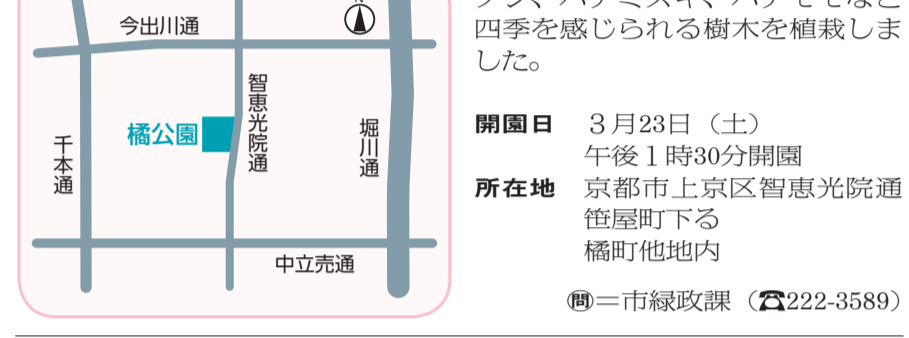 今出川通
智恵光院通
橘公園
千本通
堀川通
中立売通
四季を感じられる樹木を植栽しま
した。
開園日 3月23日（土）
午後1時30分開園
所在地 京都市上京区智恵光院通
笹屋町下る
橘町他地内
㉄＝市緑政課（☎222-3589）